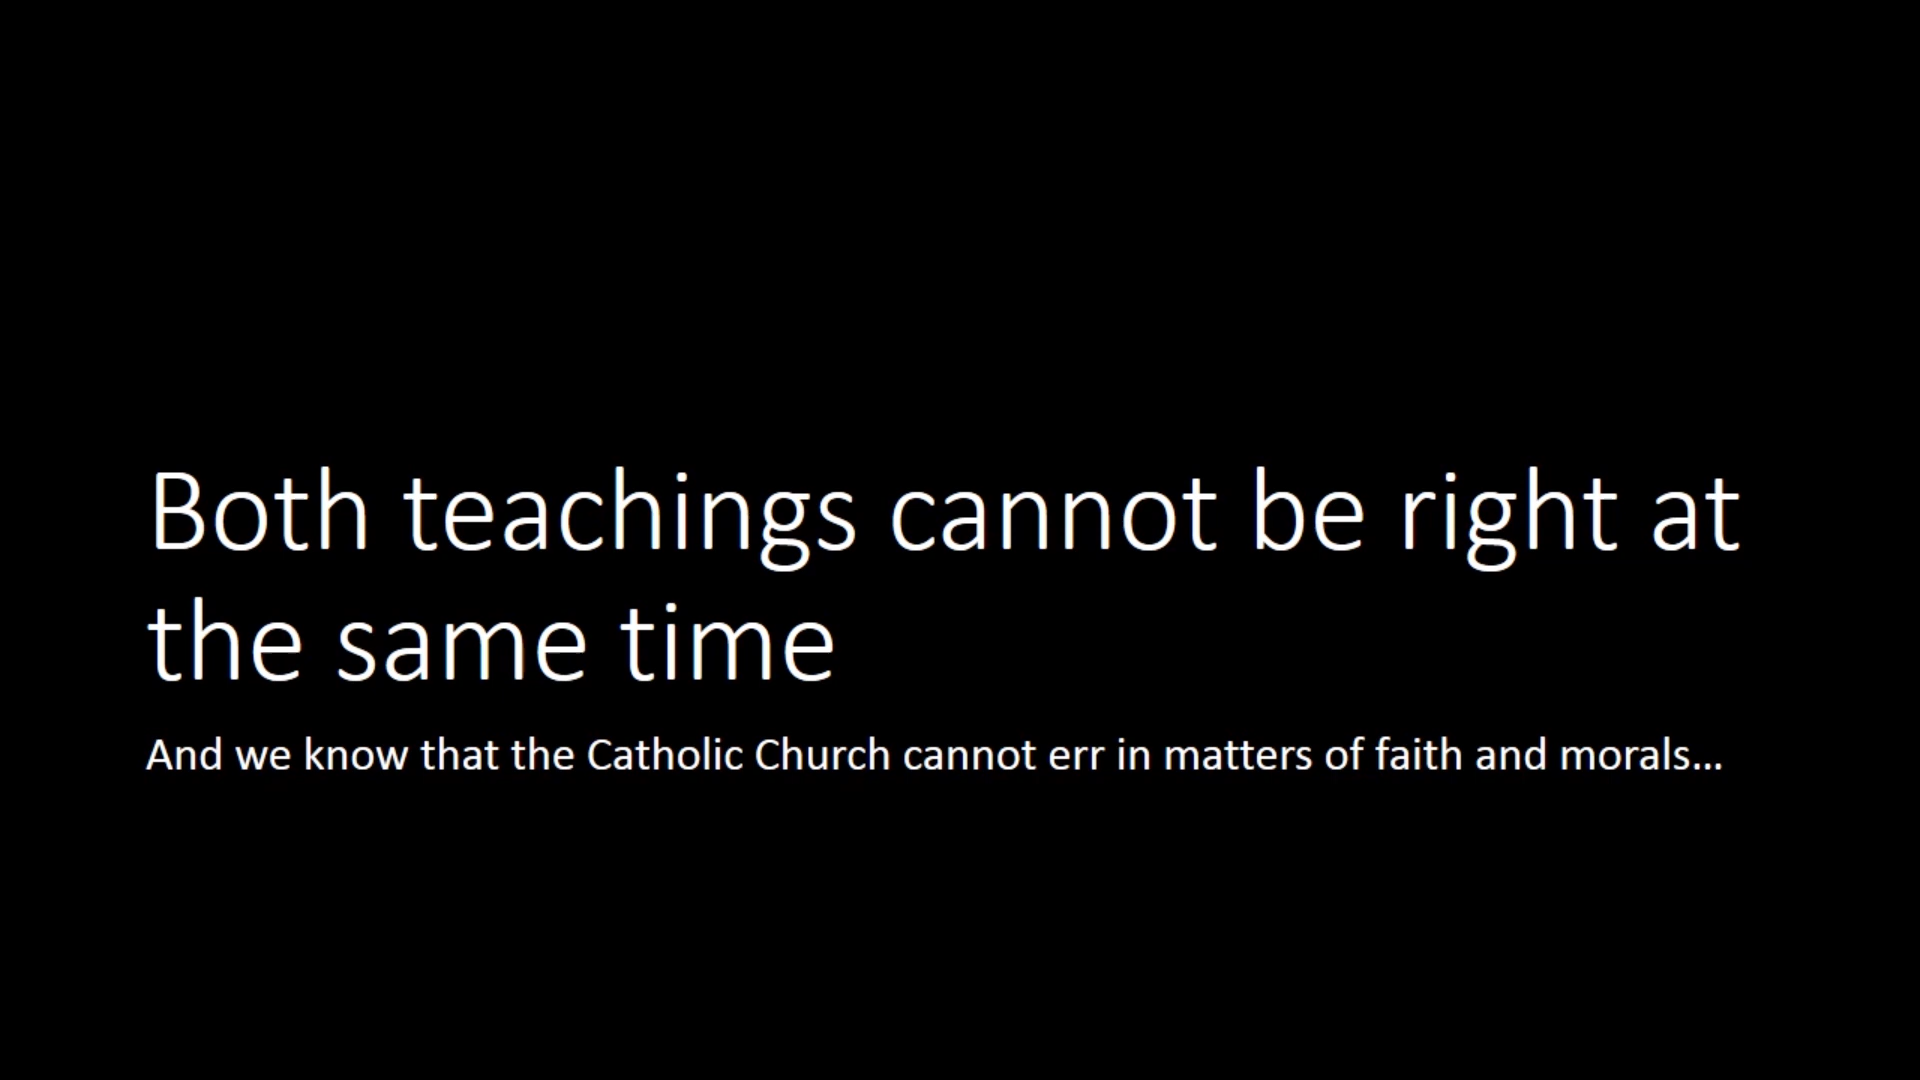 Both teachings cannot be right at
the same time
And we know that the Catholic Church cannot err in matters of faith and morals...